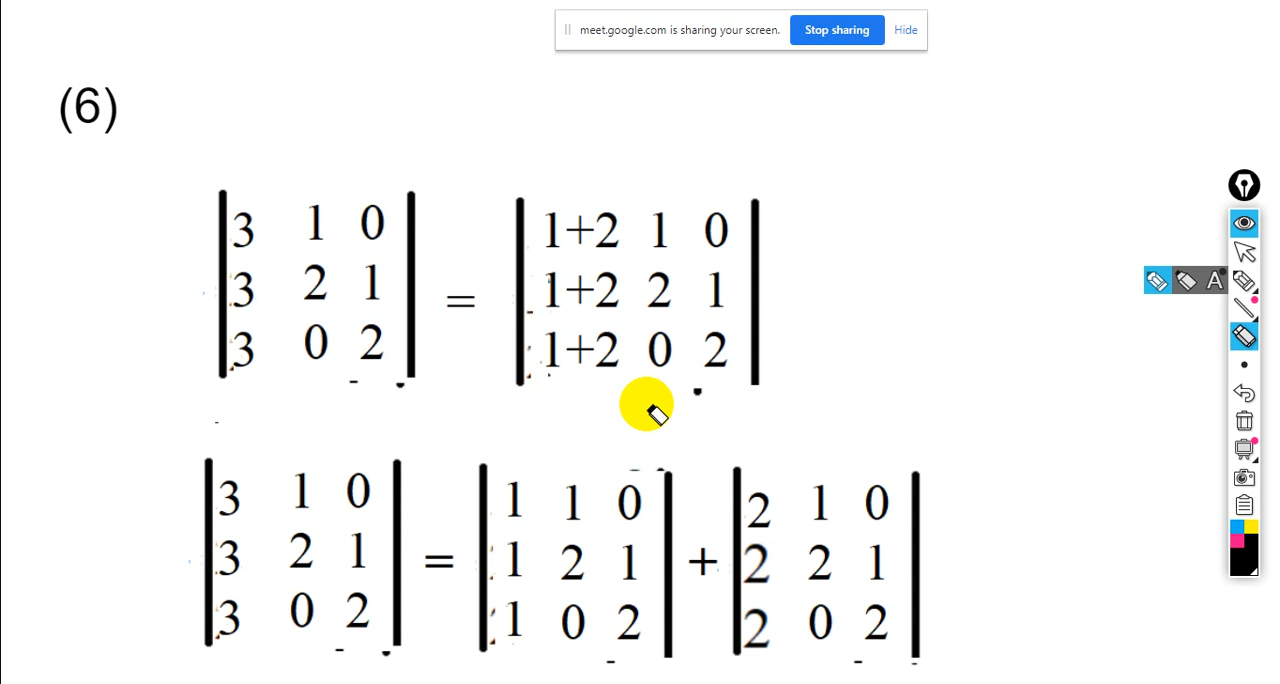 meet.google.com is sharing your screen. Stop sharing Hide
(6)
3 1 0 1+2 1 0
3 2 1 = 1+2 2 1
3 0 2 1+2 0 2
3 1 0 1 1 0 2 1 0
3 2 1 = 1 2 1 + 2 2 1
3 0 2 1 0 2 2 0 2
A